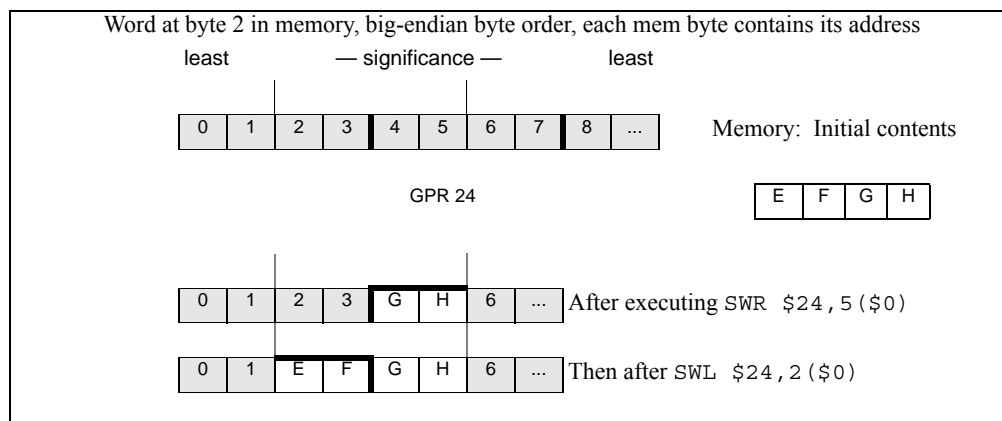 Word at byte 2 in memory, big-endian byte order, each mem byte contains its address
least — significance — least
0 1 2 3 4 5 6 7 8 ... Memory: Initial contents
GPR 24 E F G H
0 1 2 3 G H 6 ... After executing SWR $24,5($0)
0 1 E F G H 6 ... Then after SWL $24,2($0)